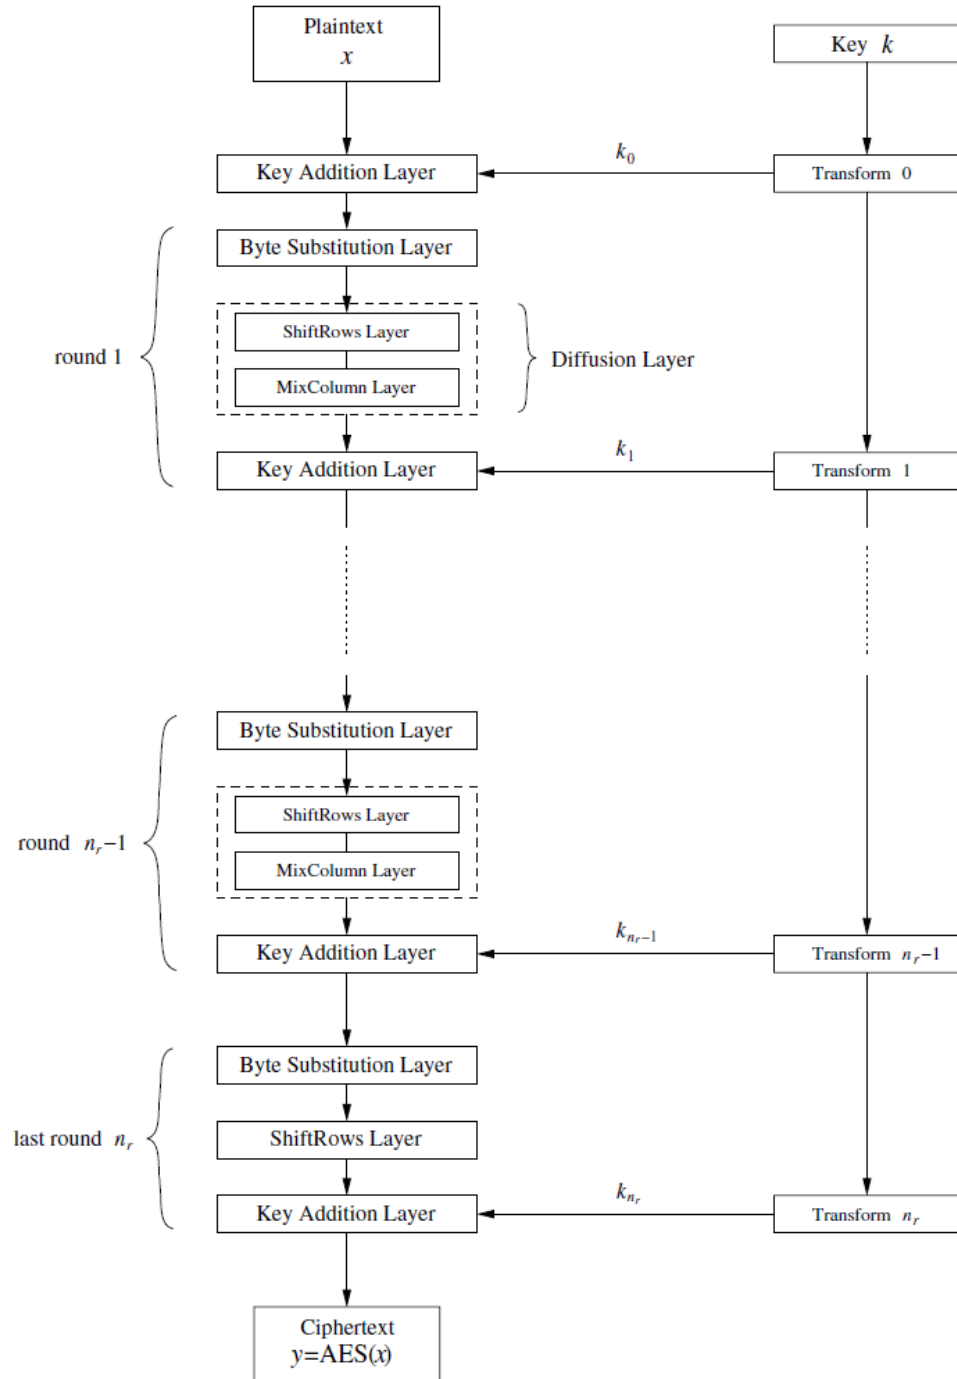 Plaintext
x
Key k
k₀
Key Addition Layer
Transform 0
Byte Substitution Layer
ShiftRows Layer
round 1
Diffusion Layer
MixColumn Layer
k₁
Key Addition Layer
Transform 1
Byte Substitution Layer
ShiftRows Layer
round nᵣ−1
MixColumn Layer
kₙᵣ₋₁
Key Addition Layer
Transform nᵣ−1
Byte Substitution Layer
last round nᵣ
ShiftRows Layer
kₙᵣ
Key Addition Layer
Transform nᵣ
Ciphertext
y=AES(x)